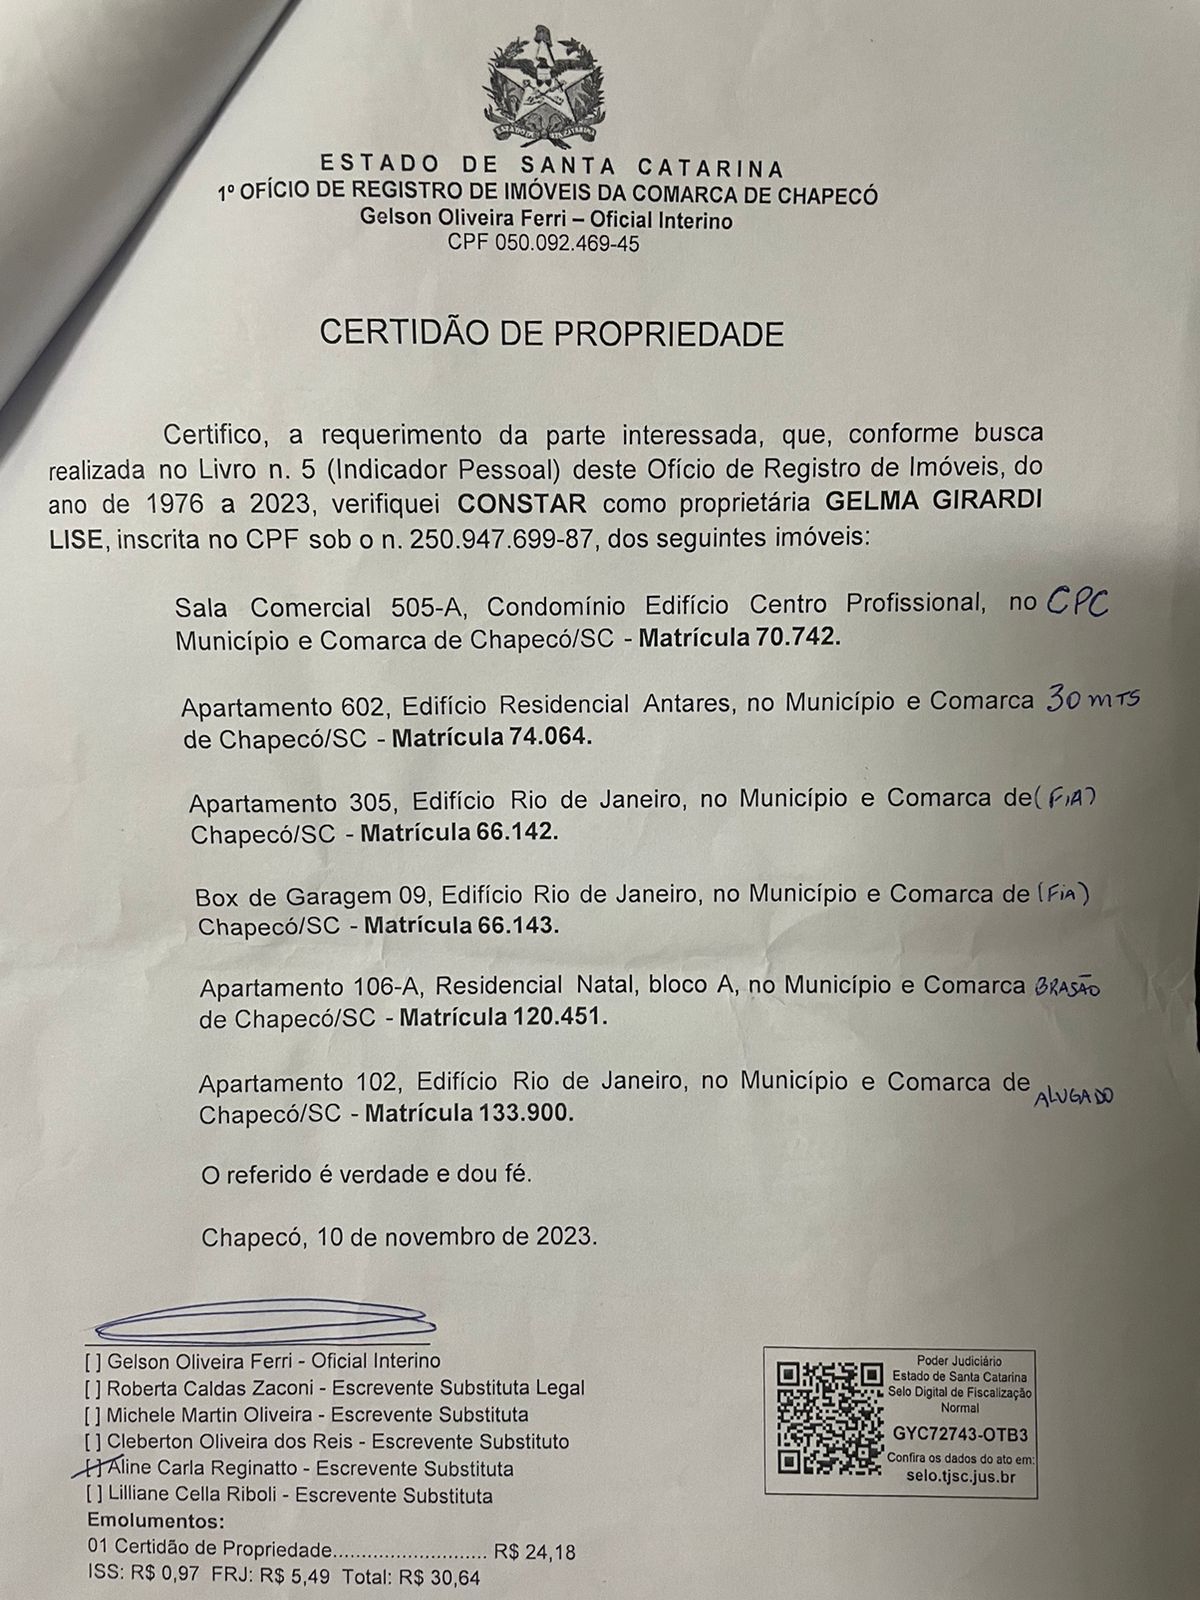 ESTADO DE SANTA CATARINA
1º OFÍCIO DE REGISTRO DE IMÓVEIS DA COMARCA DE CHAPECÓ
Gelson Oliveira Ferri – Oficial Interino
CPF 050.092.469-45
CERTIDÃO DE PROPRIEDADE
Certifico, a requerimento da parte interessada, que, conforme busca
realizada no Livro n. 5 (Indicador Pessoal) deste Ofício de Registro de Imóveis, do
ano de 1976 a 2023, verifiquei CONSTAR como proprietária GELMA GIRARDI
LISE, inscrita no CPF sob o n. 250.947.699-87, dos seguintes imóveis:
Sala Comercial 505-A, Condomínio Edifício Centro Profissional, no CPC
Município e Comarca de Chapecó/SC - Matrícula 70.742.
Apartamento 602, Edifício Residencial Antares, no Município e Comarca 30 MTS
de Chapecó/SC - Matrícula 74.064.
Apartamento 305, Edifício Rio de Janeiro, no Município e Comarca de (FIA)
Chapecó/SC - Matrícula 66.142.
Box de Garagem 09, Edifício Rio de Janeiro, no Município e Comarca de (FIA)
Chapecó/SC - Matrícula 66.143.
Apartamento 106-A, Residencial Natal, bloco A, no Município e Comarca BRASÃO
de Chapecó/SC - Matrícula 120.451.
Apartamento 102, Edifício Rio de Janeiro, no Município e Comarca de ALUGADO
Chapecó/SC - Matrícula 133.900.
O referido é verdade e dou fé.
Chapecó, 10 de novembro de 2023.
[ ] Gelson Oliveira Ferri - Oficial Interino
[ ] Roberta Caldas Zaconi - Escrevente Substituta Legal
[ ] Michele Martin Oliveira - Escrevente Substituta
[ ] Cleberton Oliveira dos Reis - Escrevente Substituto
[ ] Aline Carla Reginatto - Escrevente Substituta
[ ] Lilliane Cella Riboli - Escrevente Substituta
Emolumentos:
01 Certidão de Propriedade.......................... R$ 24,18
ISS: R$ 0,97 FRJ: R$ 5,49 Total: R$ 30,64
Poder Judiciário
Estado de Santa Catarina
Selo Digital de Fiscalização
Normal
GYC72743-OTB3
Confira os dados do ato em:
selo.tjsc.jus.br